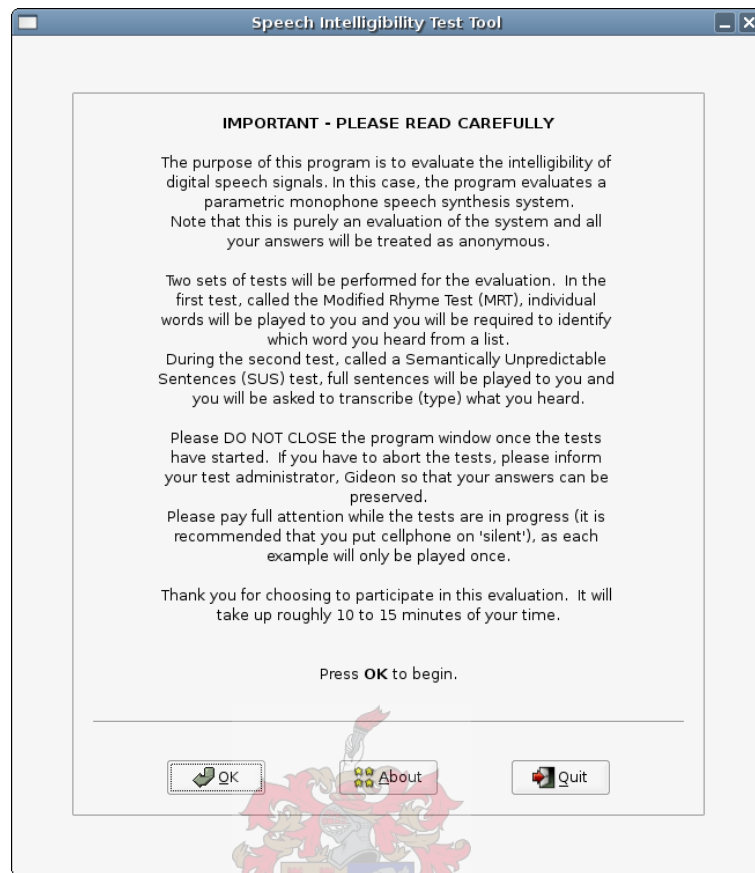 Speech Intelligibility Test Tool
IMPORTANT - PLEASE READ CAREFULLY
The purpose of this program is to evaluate the intelligibility of
digital speech signals. In this case, the program evaluates a
parametric monophone speech synthesis system.
Note that this is purely an evaluation of the system and all
your answers will be treated as anonymous.
Two sets of tests will be performed for the evaluation.  In the
first test, called the Modified Rhyme Test (MRT), individual
words will be played to you and you will be required to identify
which word you heard from a list.
During the second test, called a Semantically Unpredictable
Sentences (SUS) test, full sentences will be played to you and
you will be asked to transcribe (type) what you heard.
Please DO NOT CLOSE the program window once the tests
have started.  If you have to abort the tests, please inform
your test administrator, Gideon so that your answers can be
preserved.
Please pay full attention while the tests are in progress (it is
recommended that you put cellphone on 'silent'), as each
example will only be played once.
Thank you for choosing to participate in this evaluation.  It will
take up roughly 10 to 15 minutes of your time.
Press OK to begin.
OK About Quit